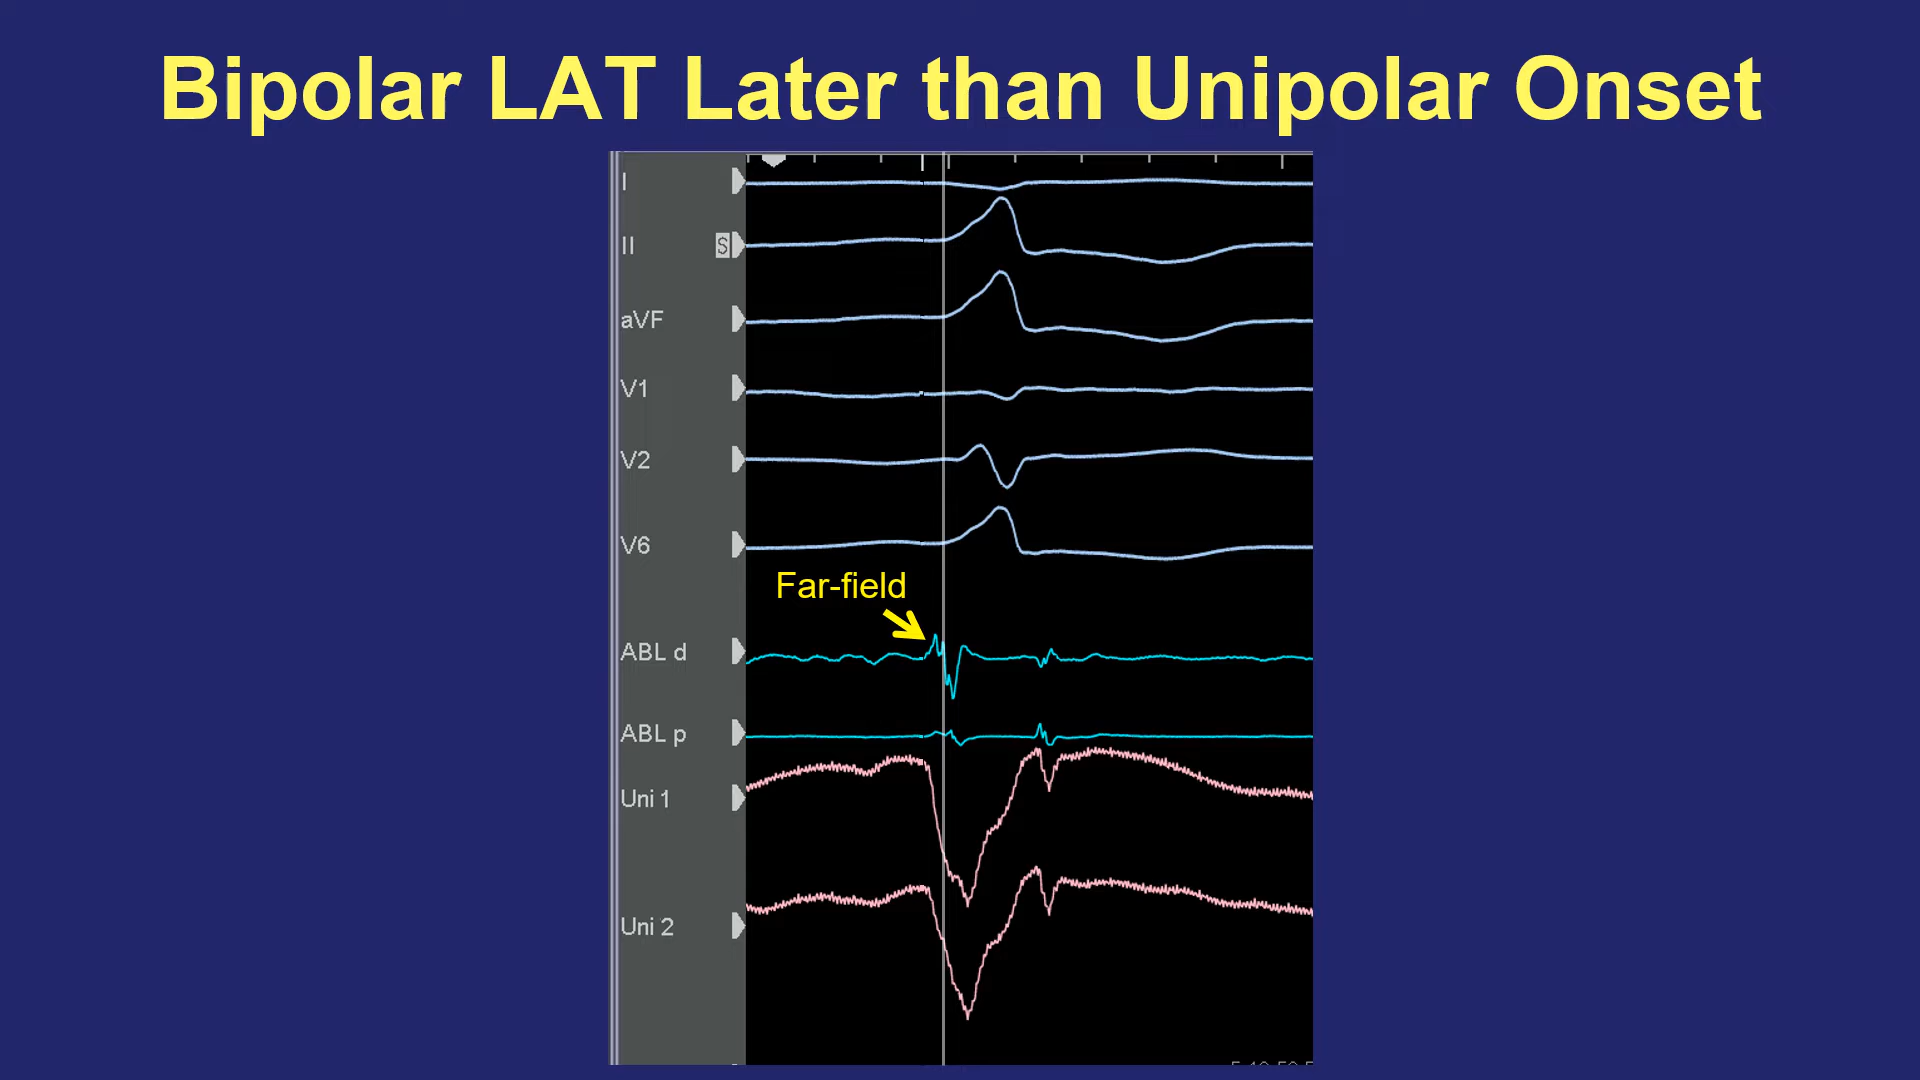 Bipolar LAT Later than Unipolar Onset
I
II S
aVF
V1
V2
V6
Far-field
ABL d
ABL p
Uni 1
Uni 2